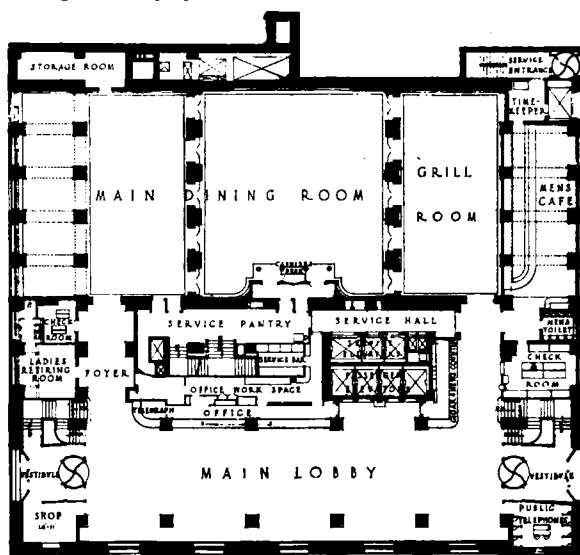 STORAGE ROOM
SERVICE
ENTRANCE
TIME-
KEEPER
MAIN DINING ROOM
GRILL
ROOM
MENS
CAFE
SERVICE PANTRY
SERVICE HALL
CHECK
ROOM
MENS
TOILET
LADIES
RETIRING
ROOM
FOYER
SERVICE BAR
CHECK
ROOM
OFFICE WORK SPACE
TELEGRAPH
OFFICE
MAIN LOBBY
VESTIBULE
VESTIBULE
SHOP
PUBLIC
TELEPHONES